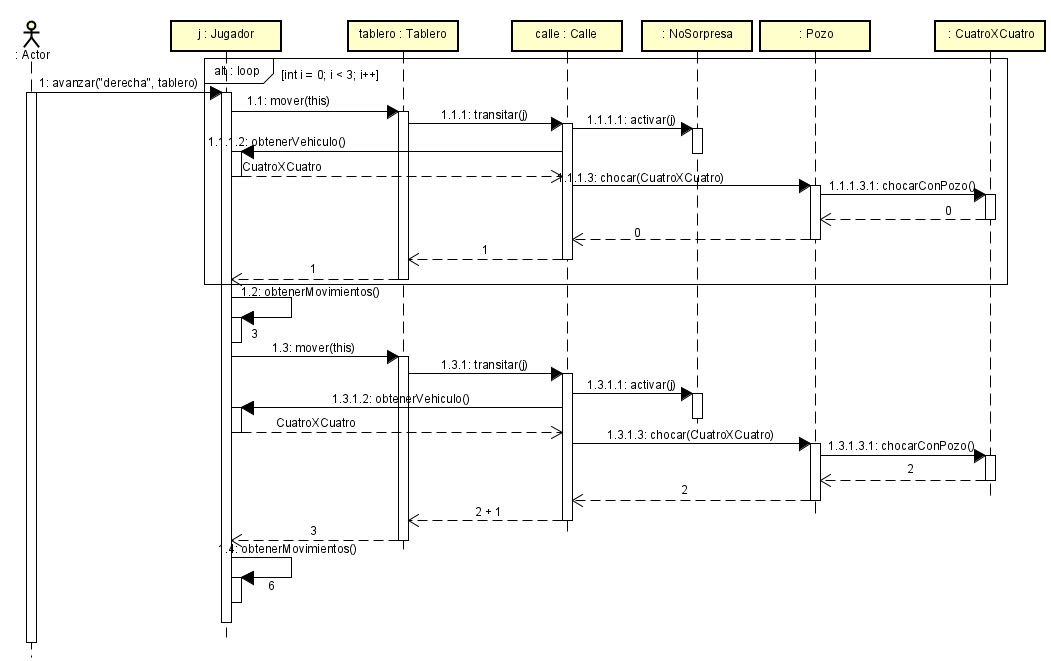 : Actor
j : Jugador
tablero : Tablero
calle : Calle
: NoSorpresa
: Pozo
: CuatroXCuatro
alt : loop
[int i = 0; i < 3; i++]
1: avanzar("derecha", tablero)
1.1: mover(this)
1.1.1: transitar(j)
1.1.1.1: activar(j)
1.1.1.2: obtenerVehiculo()
CuatroXCuatro
1.1.1.3: chocar(CuatroXCuatro)
1.1.1.3.1: chocarConPozo()
0
0
1
1
1.2: obtenerMovimientos()
3
1.3: mover(this)
1.3.1: transitar(j)
1.3.1.1: activar(j)
1.3.1.2: obtenerVehiculo()
CuatroXCuatro
1.3.1.3: chocar(CuatroXCuatro)
1.3.1.3.1: chocarConPozo()
2
2
2 + 1
3
1.4: obtenerMovimientos()
6